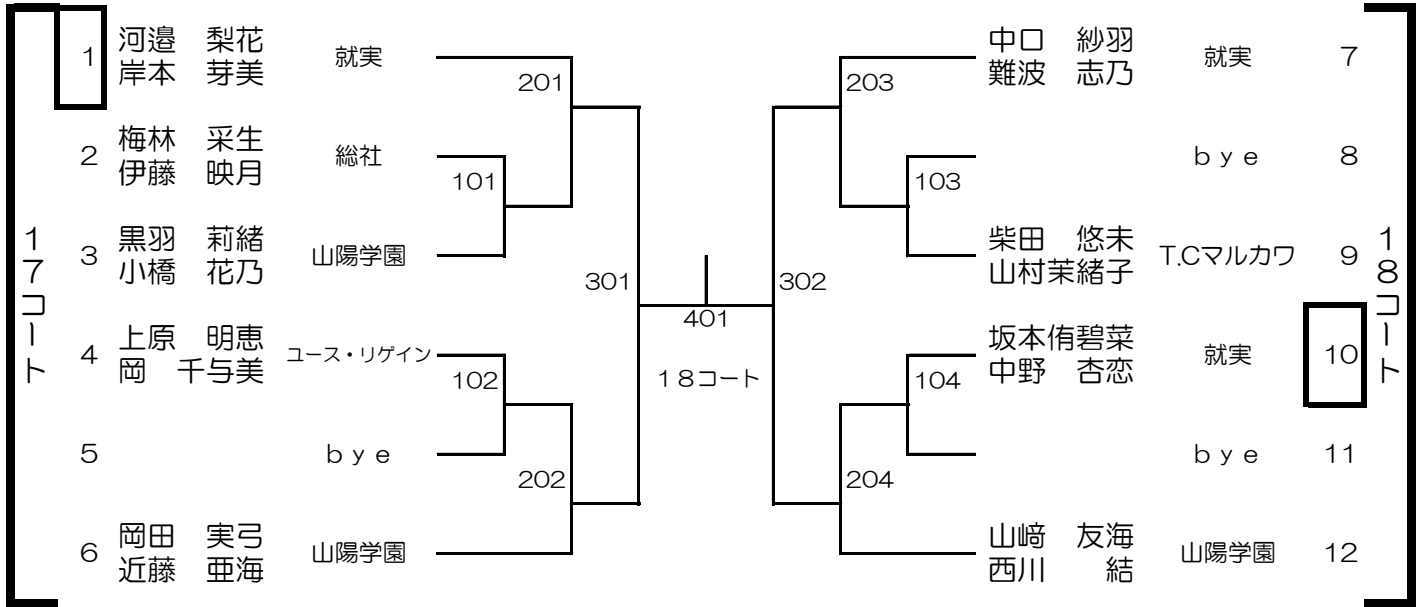 １７コート
1 河邉　梨花 就実
岸本　芽美
201
2 梅林　采生 総社
伊藤　映月
101
3 黒羽　莉緒 山陽学園
小橋　花乃
301
4 上原　明恵 ユース・リゲイン
岡　千与美
102
5 ｂｙｅ
202
6 岡田　実弓 山陽学園
近藤　亜海
401
１８コート
中口　紗羽 就実 7
難波　志乃
203
ｂｙｅ 8
103
柴田　悠未 T.Cマルカワ 9
山村茉緒子
302
坂本侑碧菜 就実 10
中野　杏恋
104
ｂｙｅ 11
204
山﨑　友海 山陽学園 12
西川　　結
１８コート